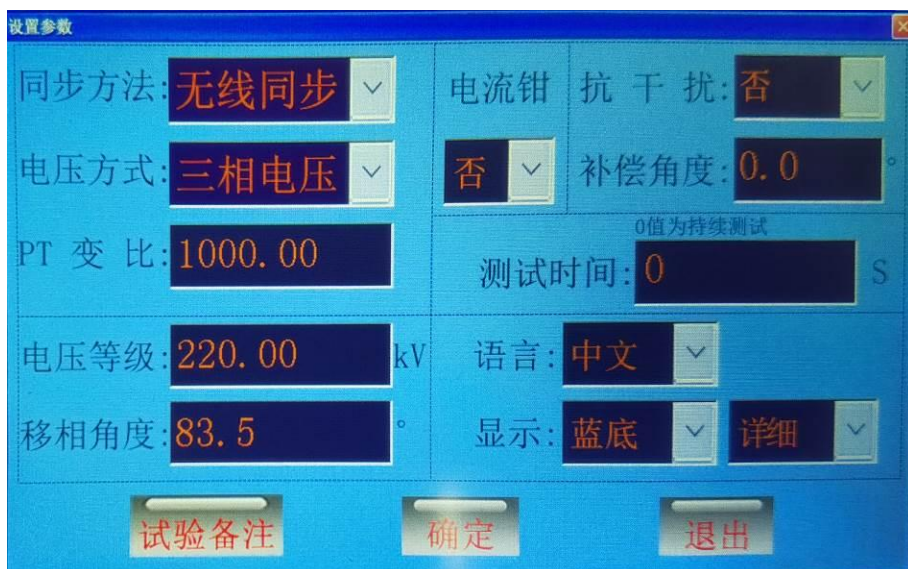 设置参数
同步方法:无线同步
电流钳
抗 干 扰:否
电压方式:三相电压
否
补偿角度:0.0 °
PT 变 比:1000.00
0值为持续测试
测试时间:0 S
电压等级:220.00 kV
语言:中文
移相角度:83.5 °
显示:蓝底 详细
试验备注
确定
退出